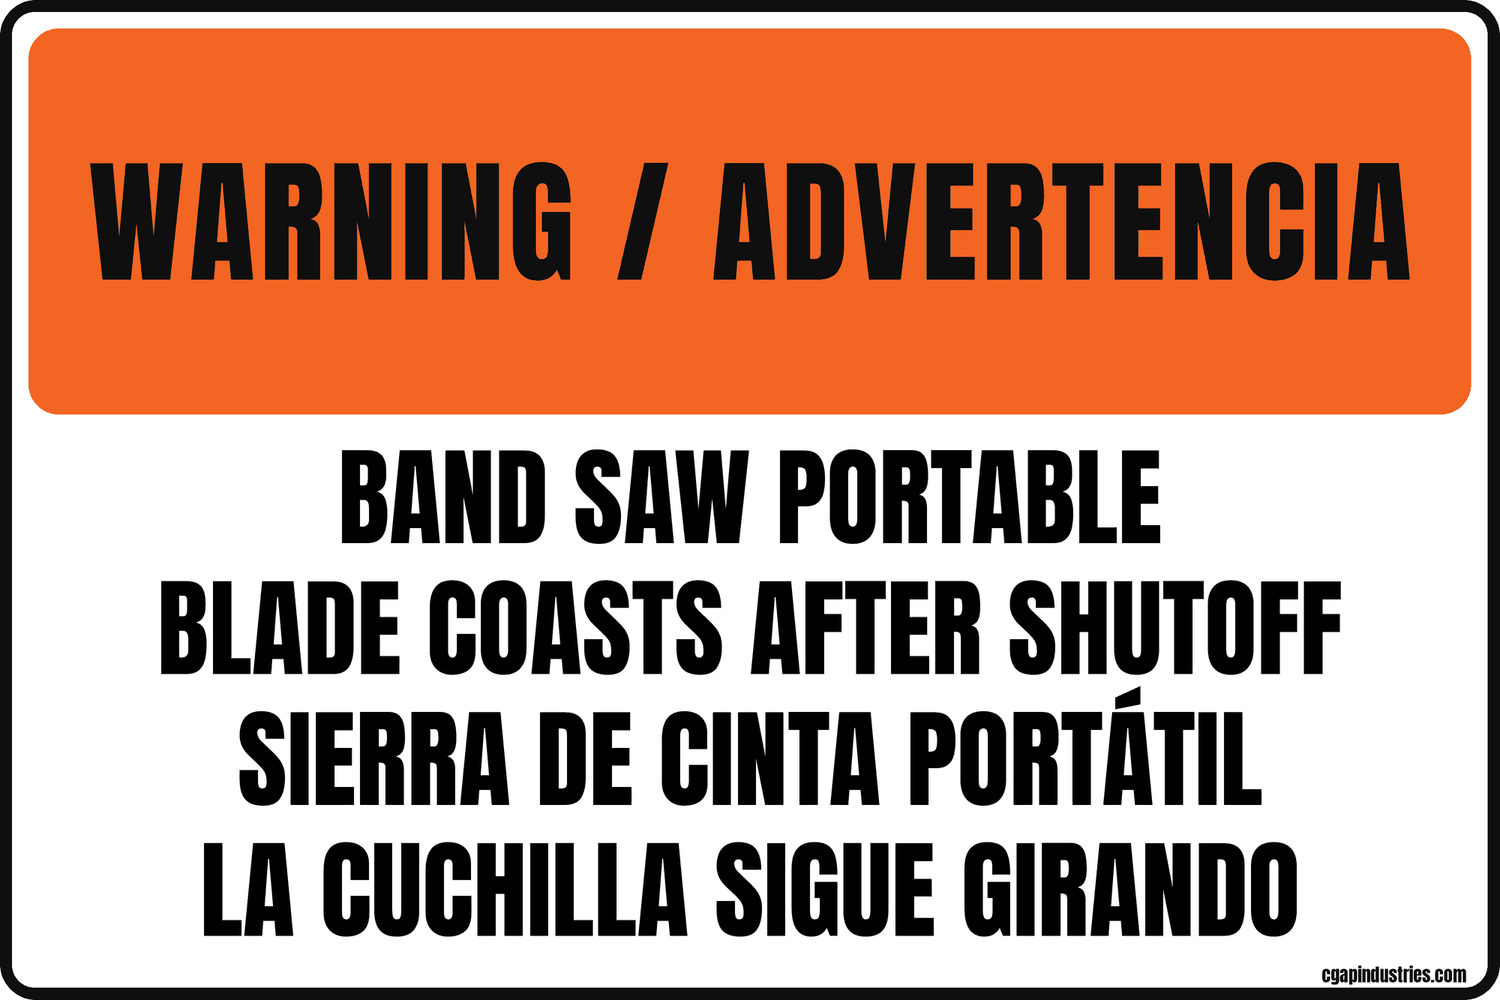 WARNING / ADVERTENCIA
BAND SAW PORTABLE
BLADE COASTS AFTER SHUTOFF
SIERRA DE CINTA PORTÁTIL
LA CUCHILLA SIGUE GIRANDO
cgapindustries.com